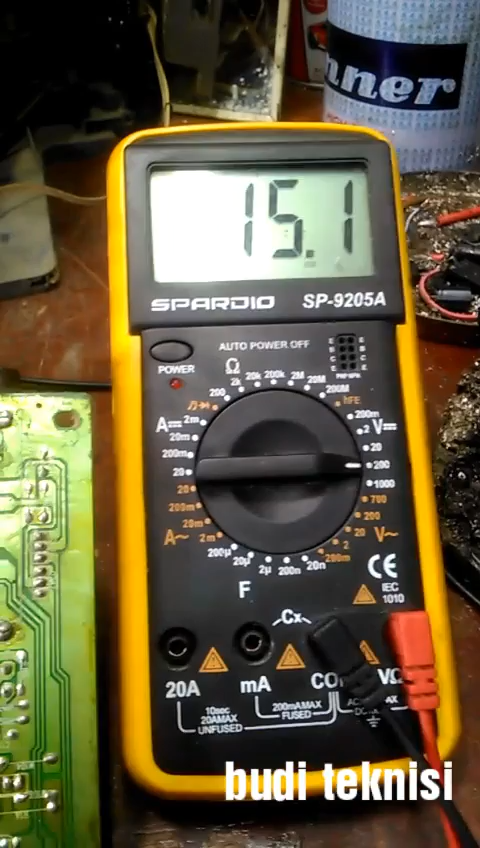 nner
15.1
SPARDIO SP-9205A
AUTO POWER OFF
POWER
Ω
200 2k 20k 200k 2M 20M 200M
hFE
A 2m 20m 200m 20
V 200m 2 20 200 1000
A~ 20 200m 20m 2m
V~ 700 200 20 2 200m
F 200µ 20µ 2µ 200n 20n
CE
IEC
1010
Cx
20A mA CO VΩ
10sec
20AMAX
UNFUSED
200mAMAX
FUSED
budi teknisi